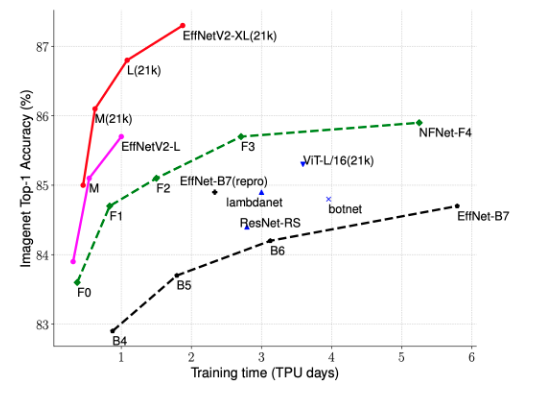 87
86
85
84
83
Imagenet Top-1 Accuracy (%)
EffNetV2-XL(21k)
L(21k)
M(21k)
EffNetV2-L
NFNet-F4
F3
ViT-L/16(21k)
M
F2
EffNet-B7(repro)
lambdanet
botnet
F1
EffNet-B7
ResNet-RS
B6
F0
B5
B4
1 2 3 4 5 6
Training time (TPU days)